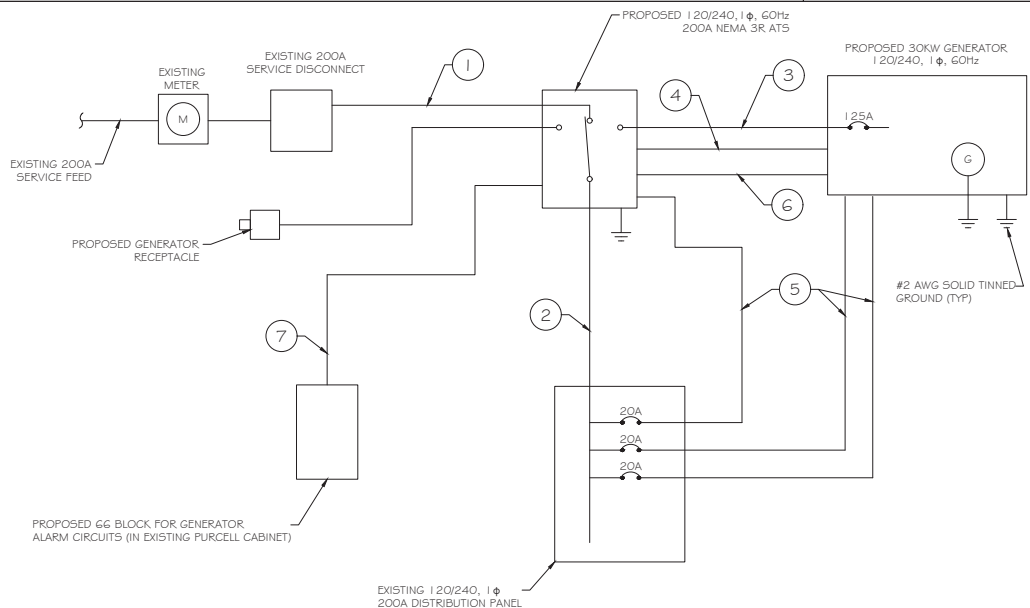 PROPOSED 120/240, 1ϕ, 60Hz
200A NEMA 3R ATS
EXISTING 200A
SERVICE DISCONNECT
EXISTING
METER
M
1
PROPOSED 30KW GENERATOR
120/240, 1ϕ, 60Hz
3
4
125A
G
EXISTING 200A
SERVICE FEED
6
PROPOSED GENERATOR
RECEPTACLE
#2 AWG SOLID TINNED
GROUND (TYP)
5
2
7
20A
20A
20A
PROPOSED 66 BLOCK FOR GENERATOR
ALARM CIRCUITS (IN EXISTING PURCELL CABINET)
EXISTING 120/240, 1ϕ
200A DISTRIBUTION PANEL